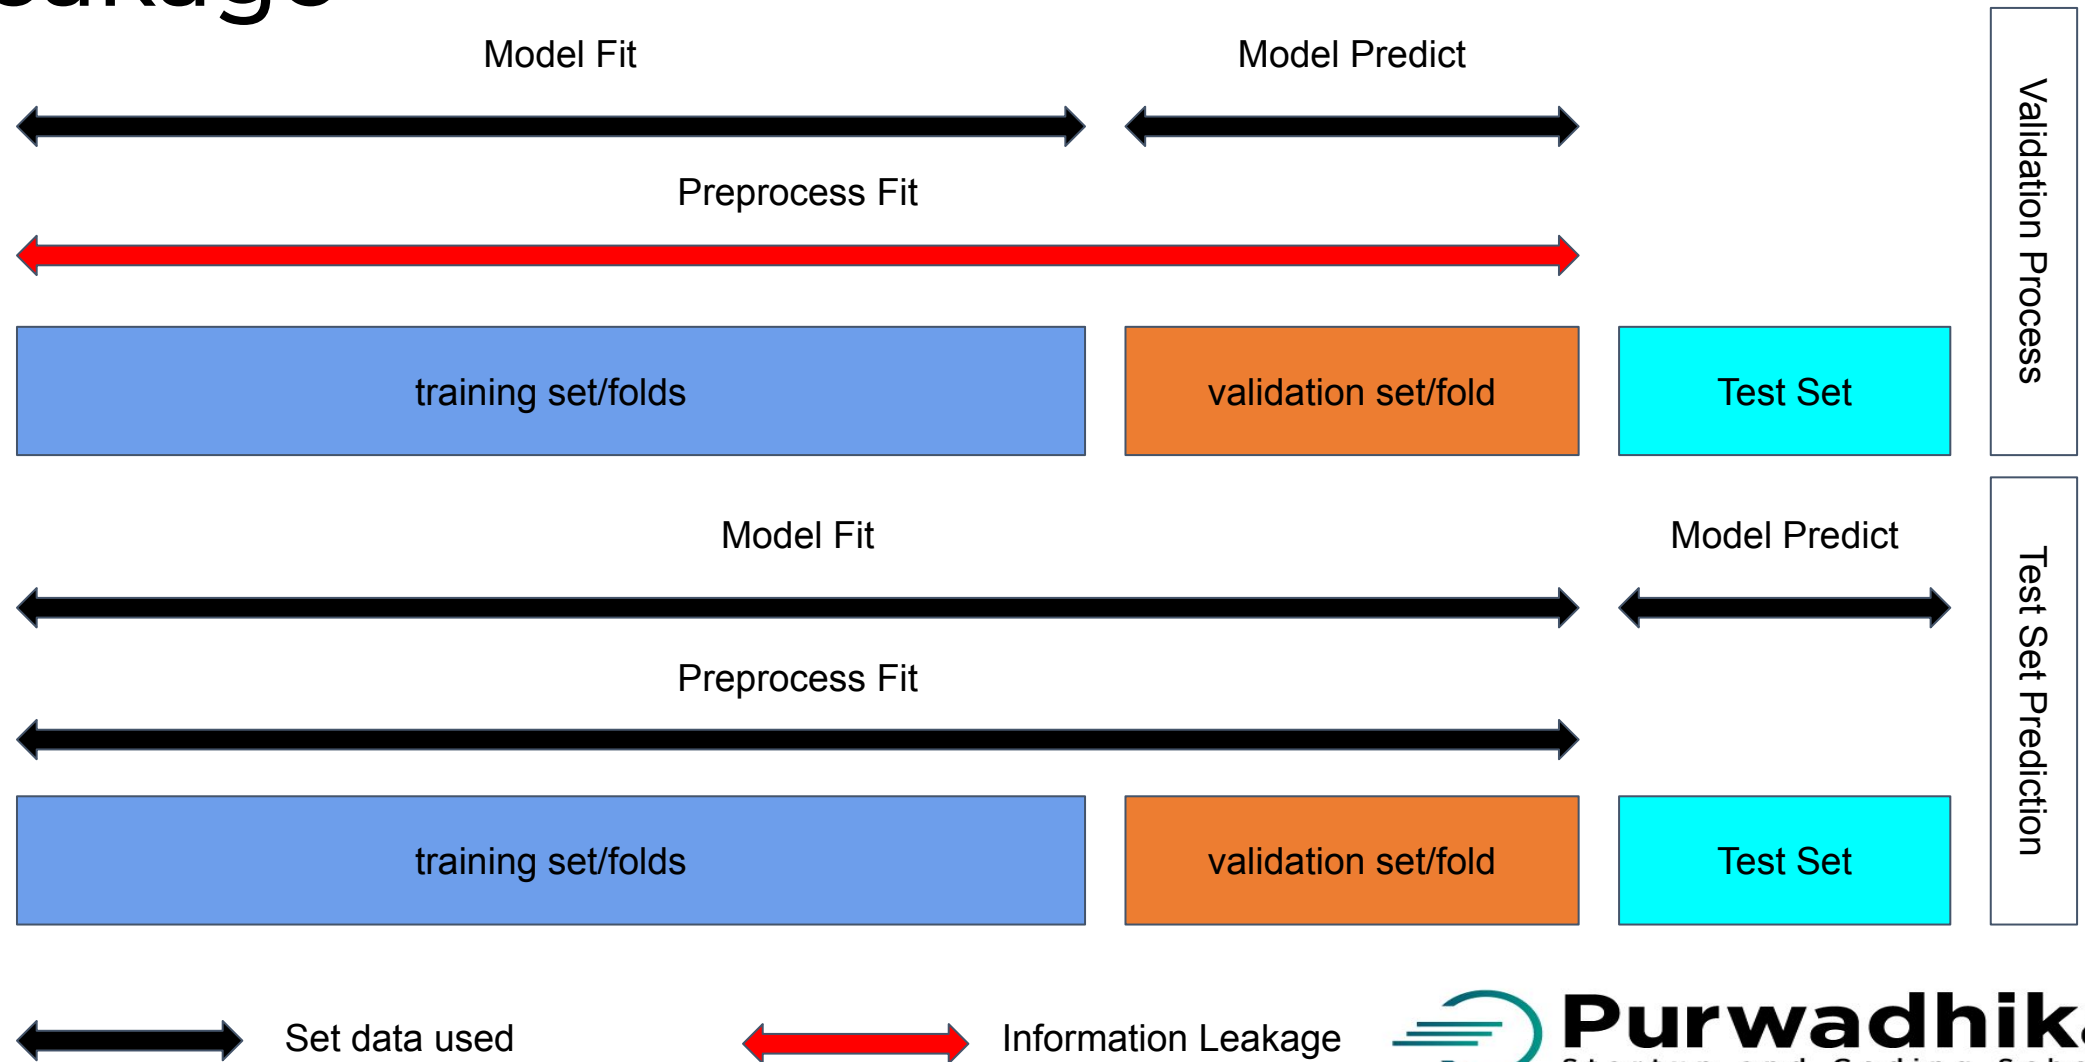 Model Fit
Model Predict
Preprocess Fit
training set/folds
validation set/fold
Test Set
Validation Process
Model Fit
Model Predict
Preprocess Fit
training set/folds
validation set/fold
Test Set
Test Set Prediction
Set data used
Information Leakage
Purwadhika